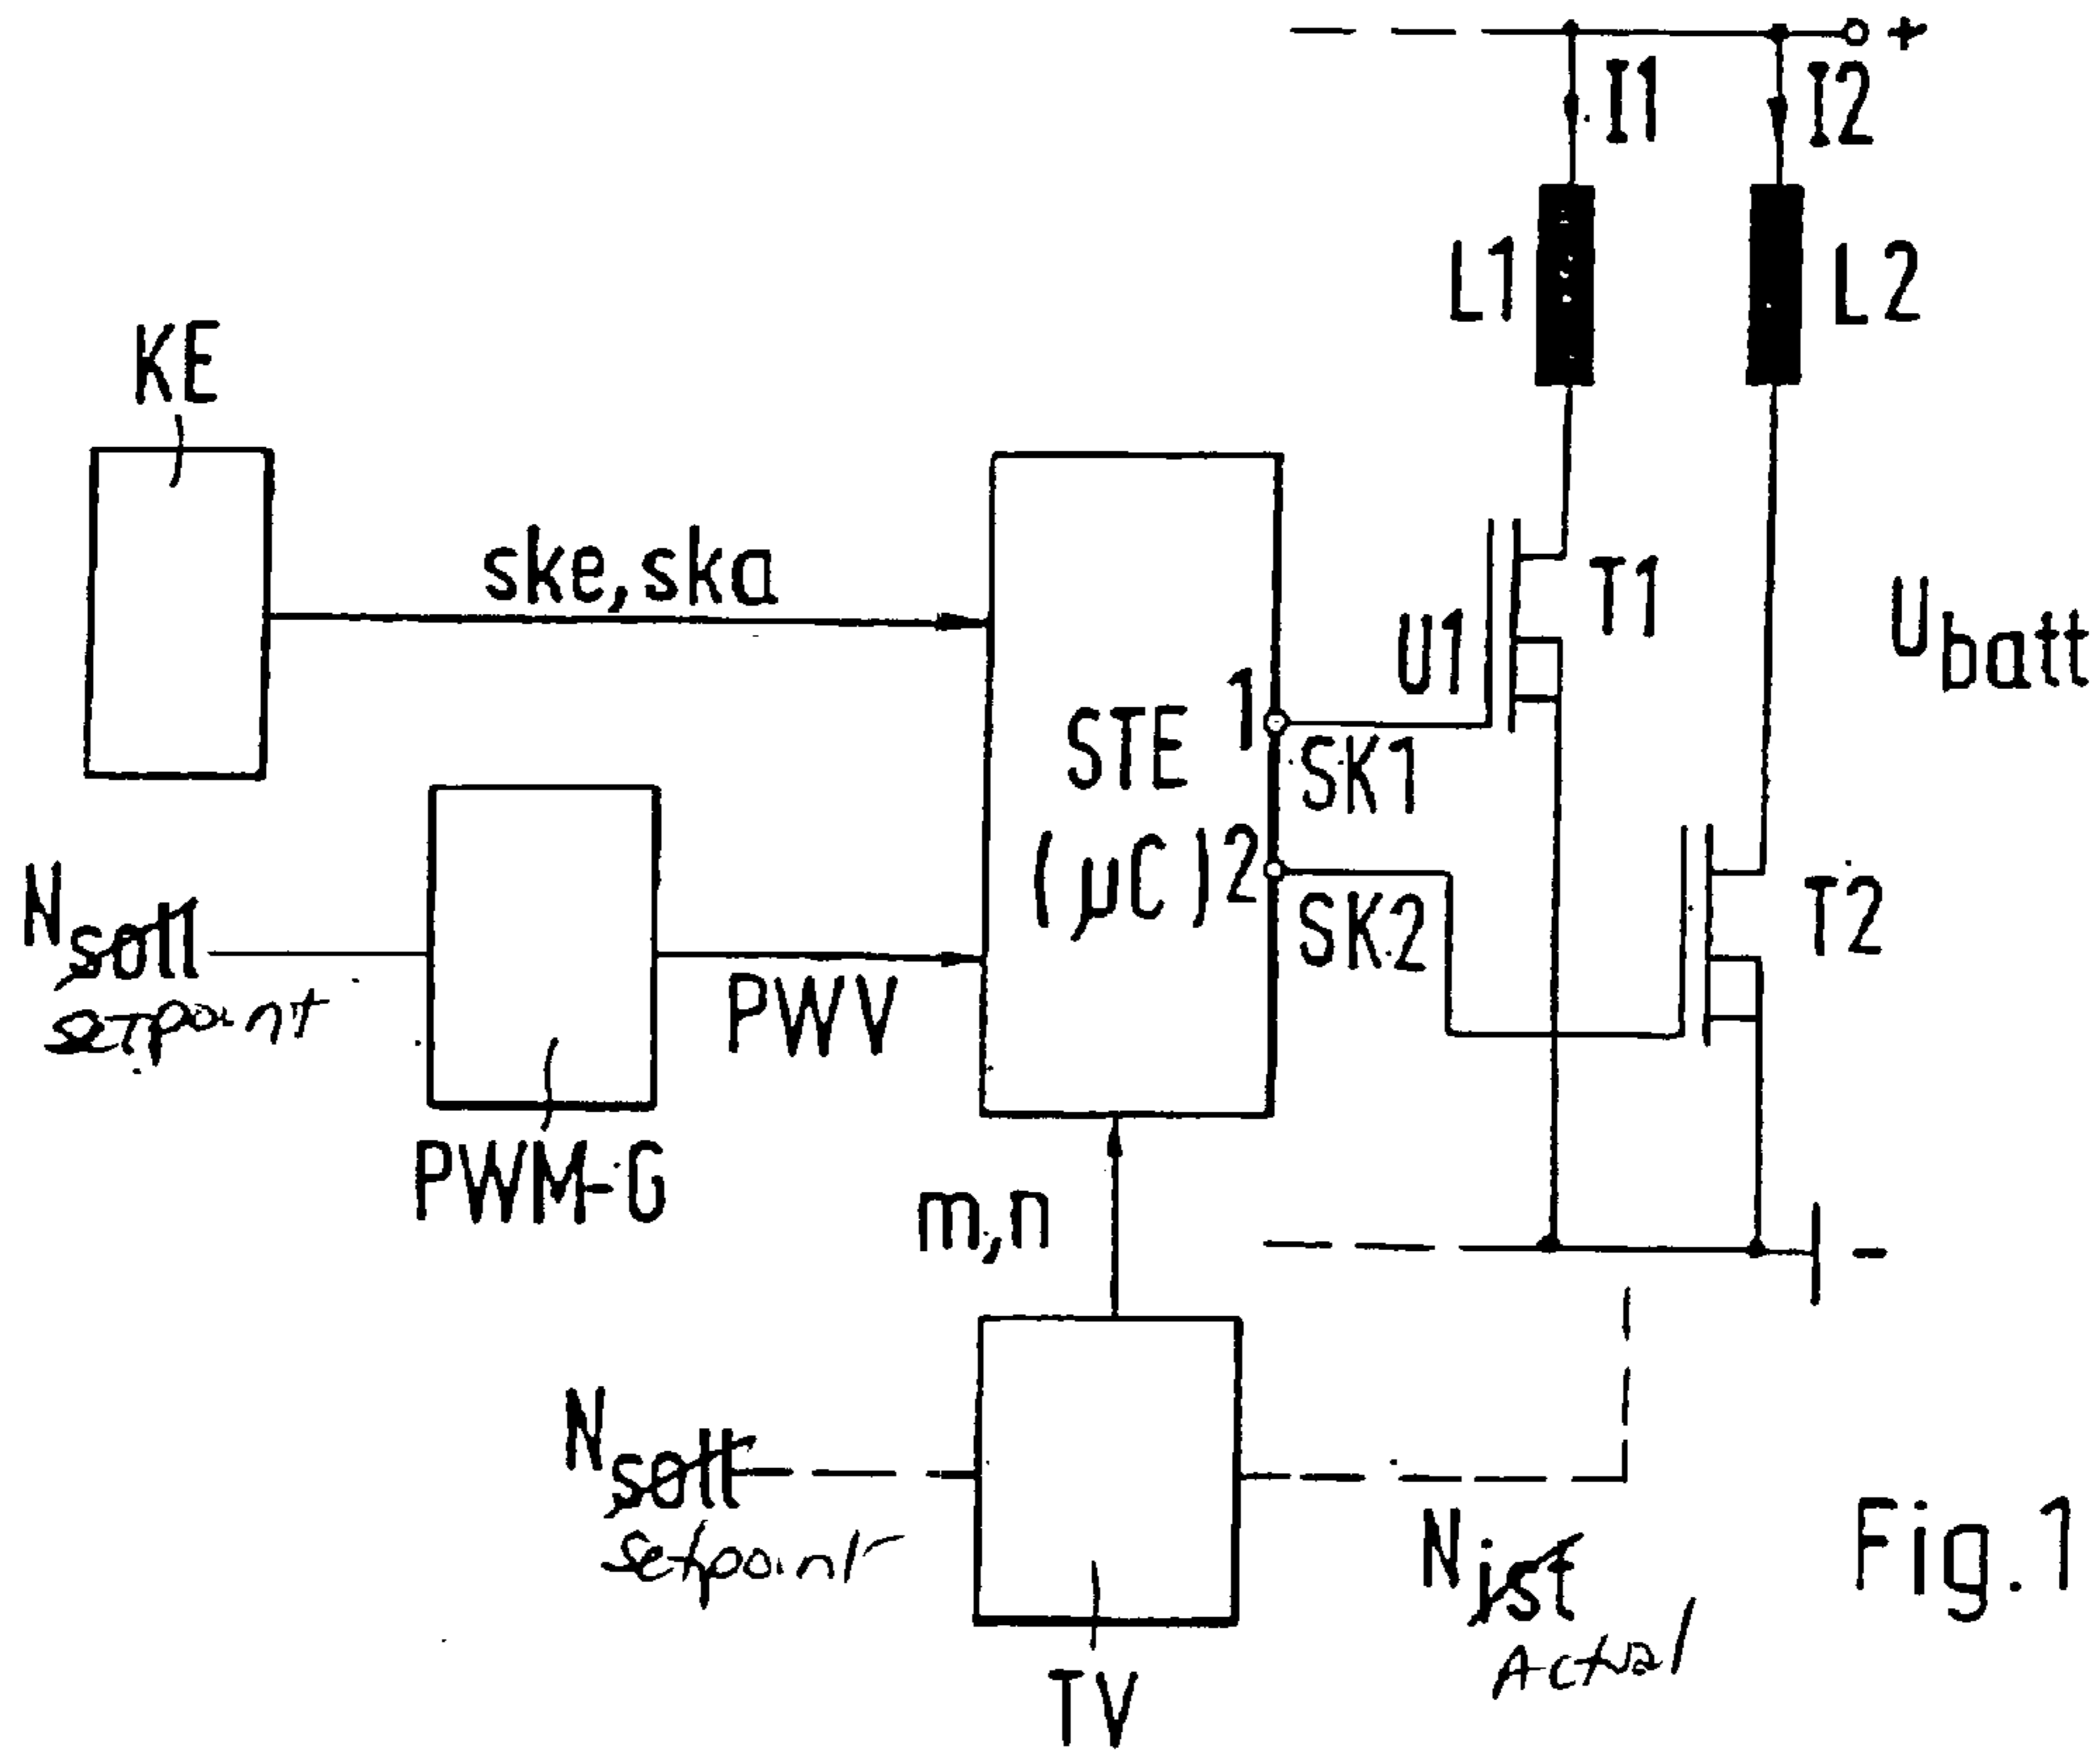 +
I1
I2
L1
L2
KE
ske, ska
U1
T1
Ubatt
STE
(µC)
1
SK1
2
SK2
T2
Nsoll
setpoint
PWV
PWM-G
m,n
-
Nsoll
setpoint
Nist
Actual
TV
Fig.1